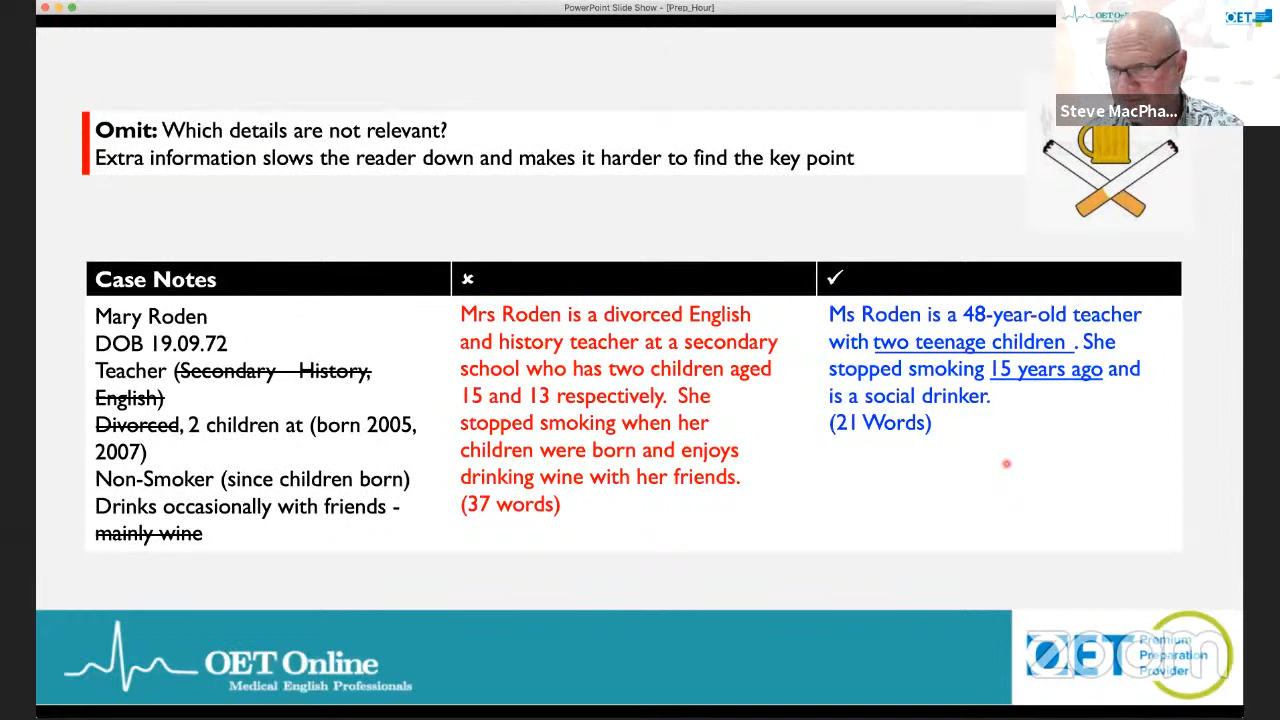 PowerPoint Slide Show - [Prep_Hour]
OET
Steve MacPha...
Omit: Which details are not relevant?
Extra information slows the reader down and makes it harder to find the key point
Case Notes
✘
✓
Mary Roden
DOB 19.09.72
Teacher (Secondary – History,
English)
Divorced, 2 children at (born 2005,
2007)
Non-Smoker (since children born)
Drinks occasionally with friends -
mainly wine
Mrs Roden is a divorced English
and history teacher at a secondary
school who has two children aged
15 and 13 respectively. She
stopped smoking when her
children were born and enjoys
drinking wine with her friends.
(37 words)
Ms Roden is a 48-year-old teacher
with two teenage children . She
stopped smoking 15 years ago and
is a social drinker.
(21 Words)
OET Online
Medical English Professionals
OET
zoom
Premium
Preparation
Provider